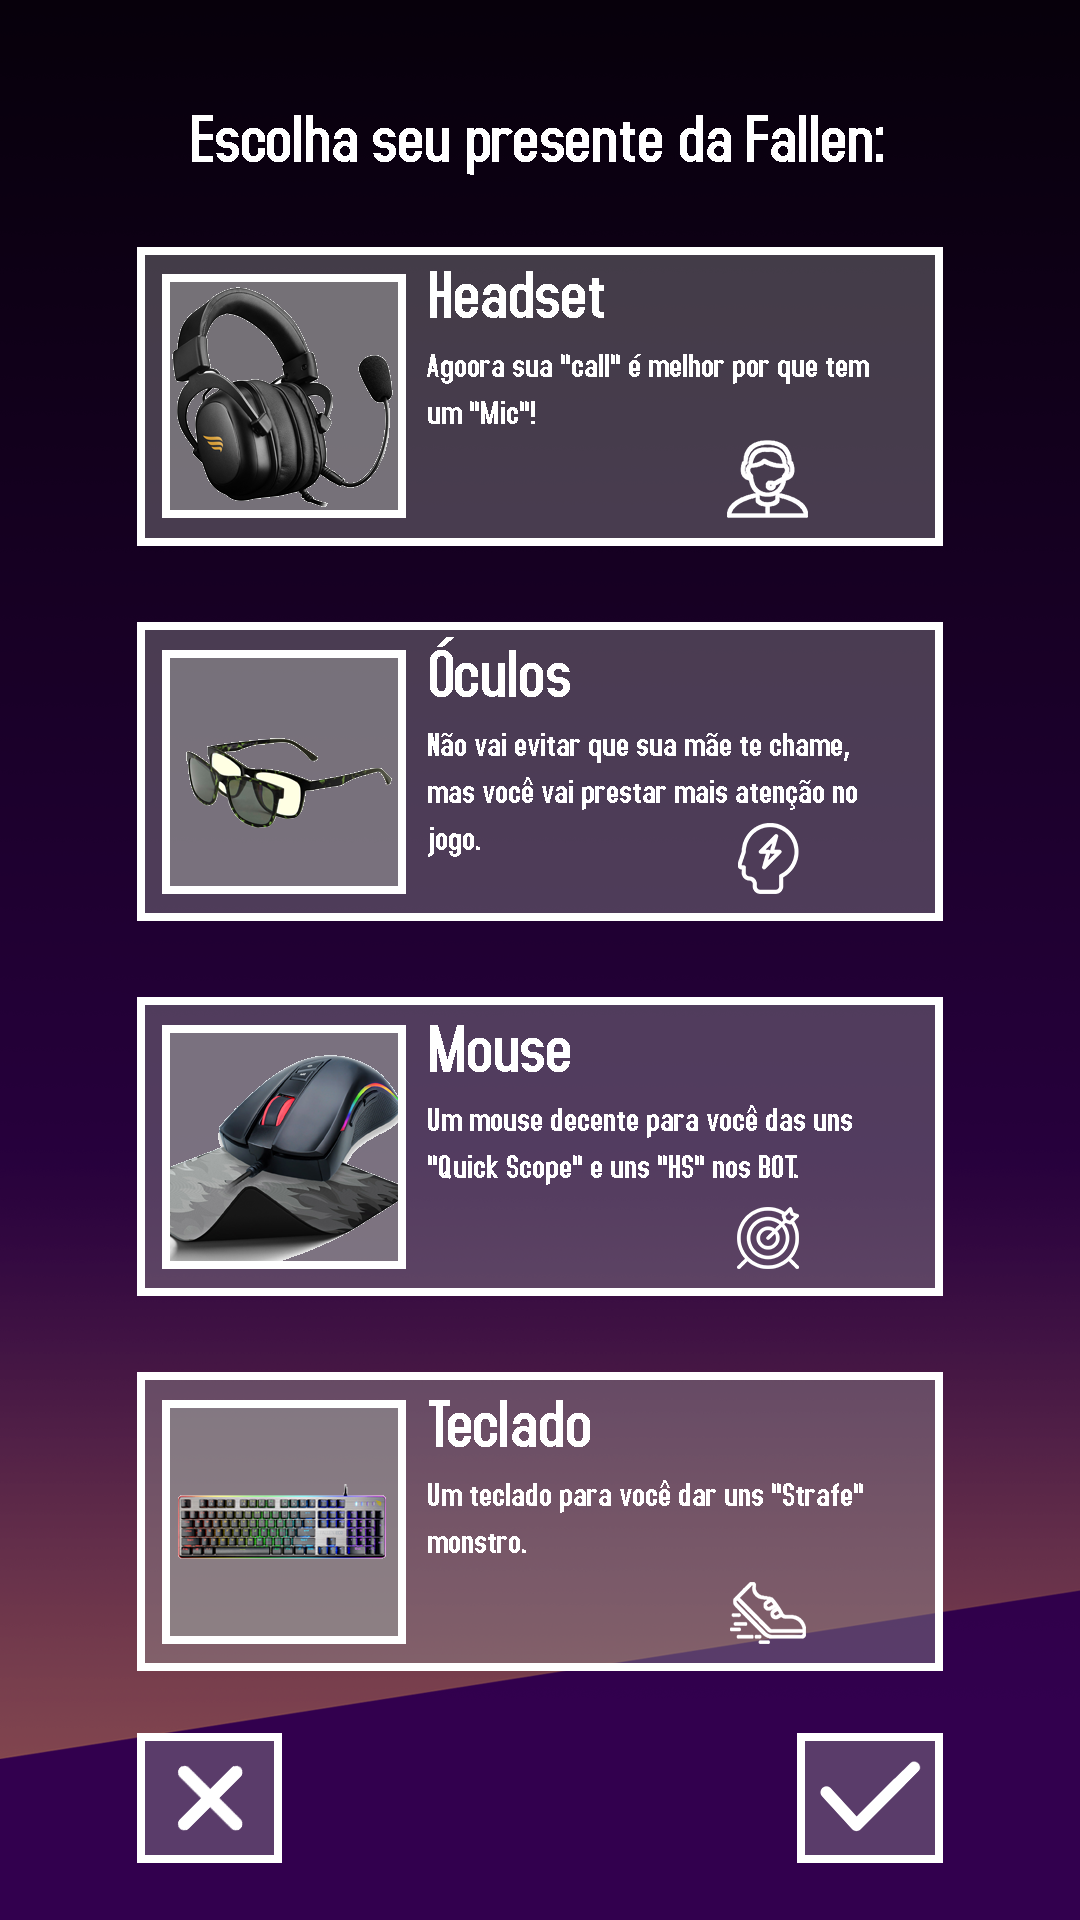 Escolha seu presente da Fallen:
Headset
Agoora sua "call" é melhor por que tem
um "Mic"!
Óculos
Não vai evitar que sua mãe te chame,
mas você vai prestar mais atenção no
jogo.
Mouse
Um mouse decente para você das uns
"Quick Scope" e uns "HS" nos BOT.
Teclado
Um teclado para você dar uns "Strafe"
monstro.